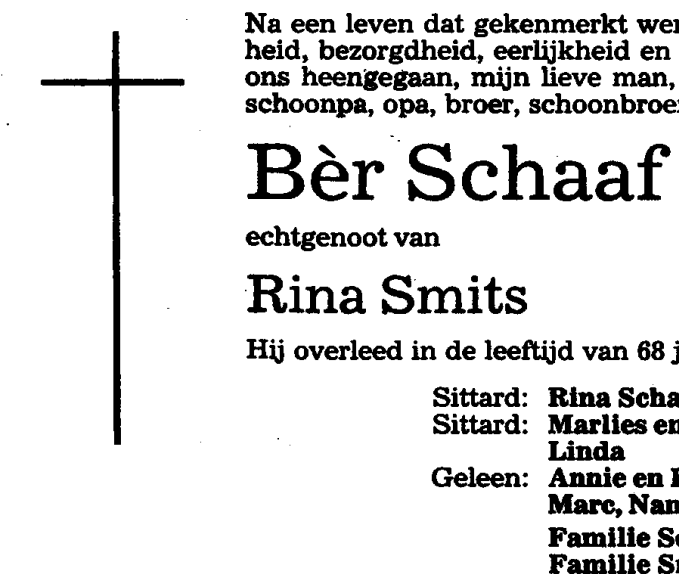 Na een leven dat gekenmerkt wer
heid, bezorgdheid, eerlijkheid en
ons heengegaan, mijn lieve man,
schoonpa, opa, broer, schoonbroe
Bèr Schaaf
echtgenoot van
Rina Smits
Hij overleed in de leeftijd van 68 j
Sittard: Rina Scha
Sittard: Marlies en
Linda
Geleen: Annie en
Marc, Nan
Familie S
Familie S